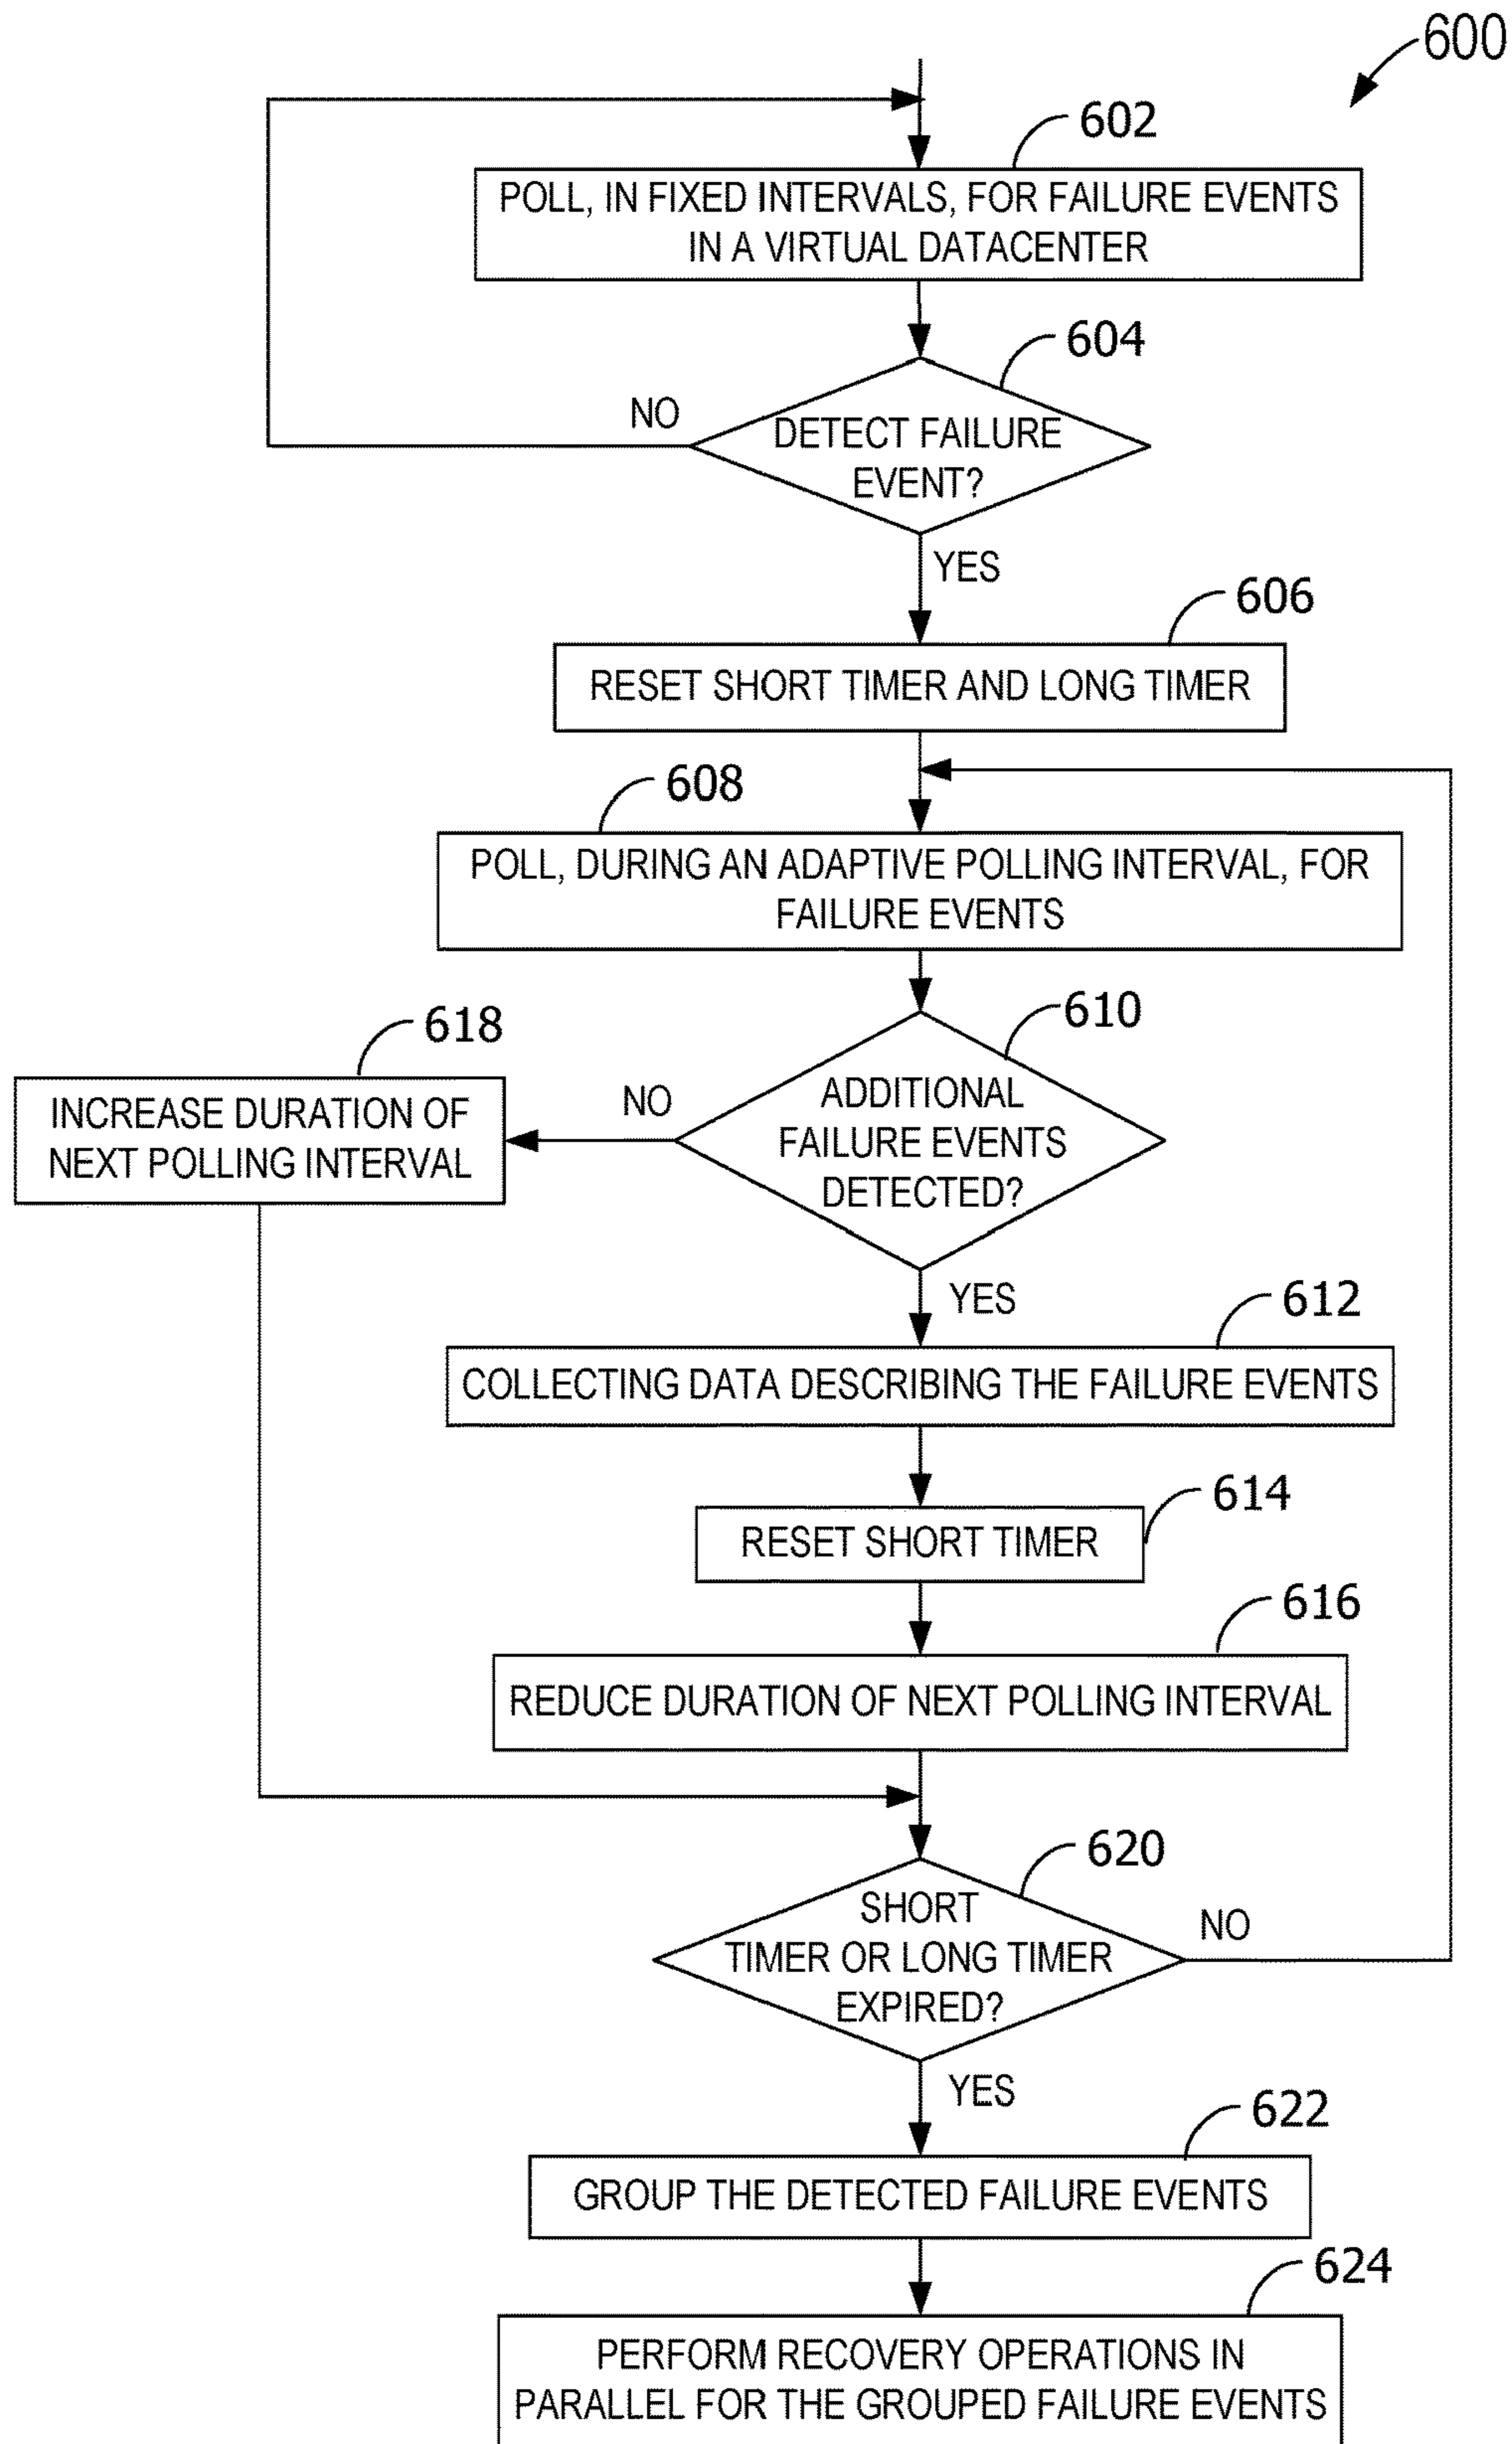 600
602
POLL, IN FIXED INTERVALS, FOR FAILURE EVENTS
IN A VIRTUAL DATACENTER
604
NO
DETECT FAILURE
EVENT?
YES
606
RESET SHORT TIMER AND LONG TIMER
608
POLL, DURING AN ADAPTIVE POLLING INTERVAL, FOR
FAILURE EVENTS
610
618
NO
ADDITIONAL
FAILURE EVENTS
DETECTED?
INCREASE DURATION OF
NEXT POLLING INTERVAL
YES
612
COLLECTING DATA DESCRIBING THE FAILURE EVENTS
614
RESET SHORT TIMER
616
REDUCE DURATION OF NEXT POLLING INTERVAL
620
SHORT
TIMER OR LONG TIMER
EXPIRED?
NO
YES
622
GROUP THE DETECTED FAILURE EVENTS
624
PERFORM RECOVERY OPERATIONS IN
PARALLEL FOR THE GROUPED FAILURE EVENTS